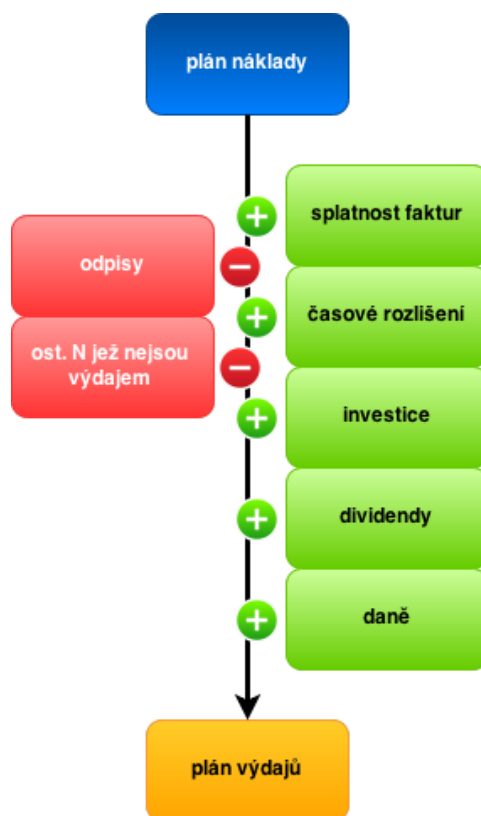 plán náklady
splatnost faktur
odpisy
časové rozlišení
ost. N jež nejsou
výdajem
investice
dividendy
daně
plán výdajů